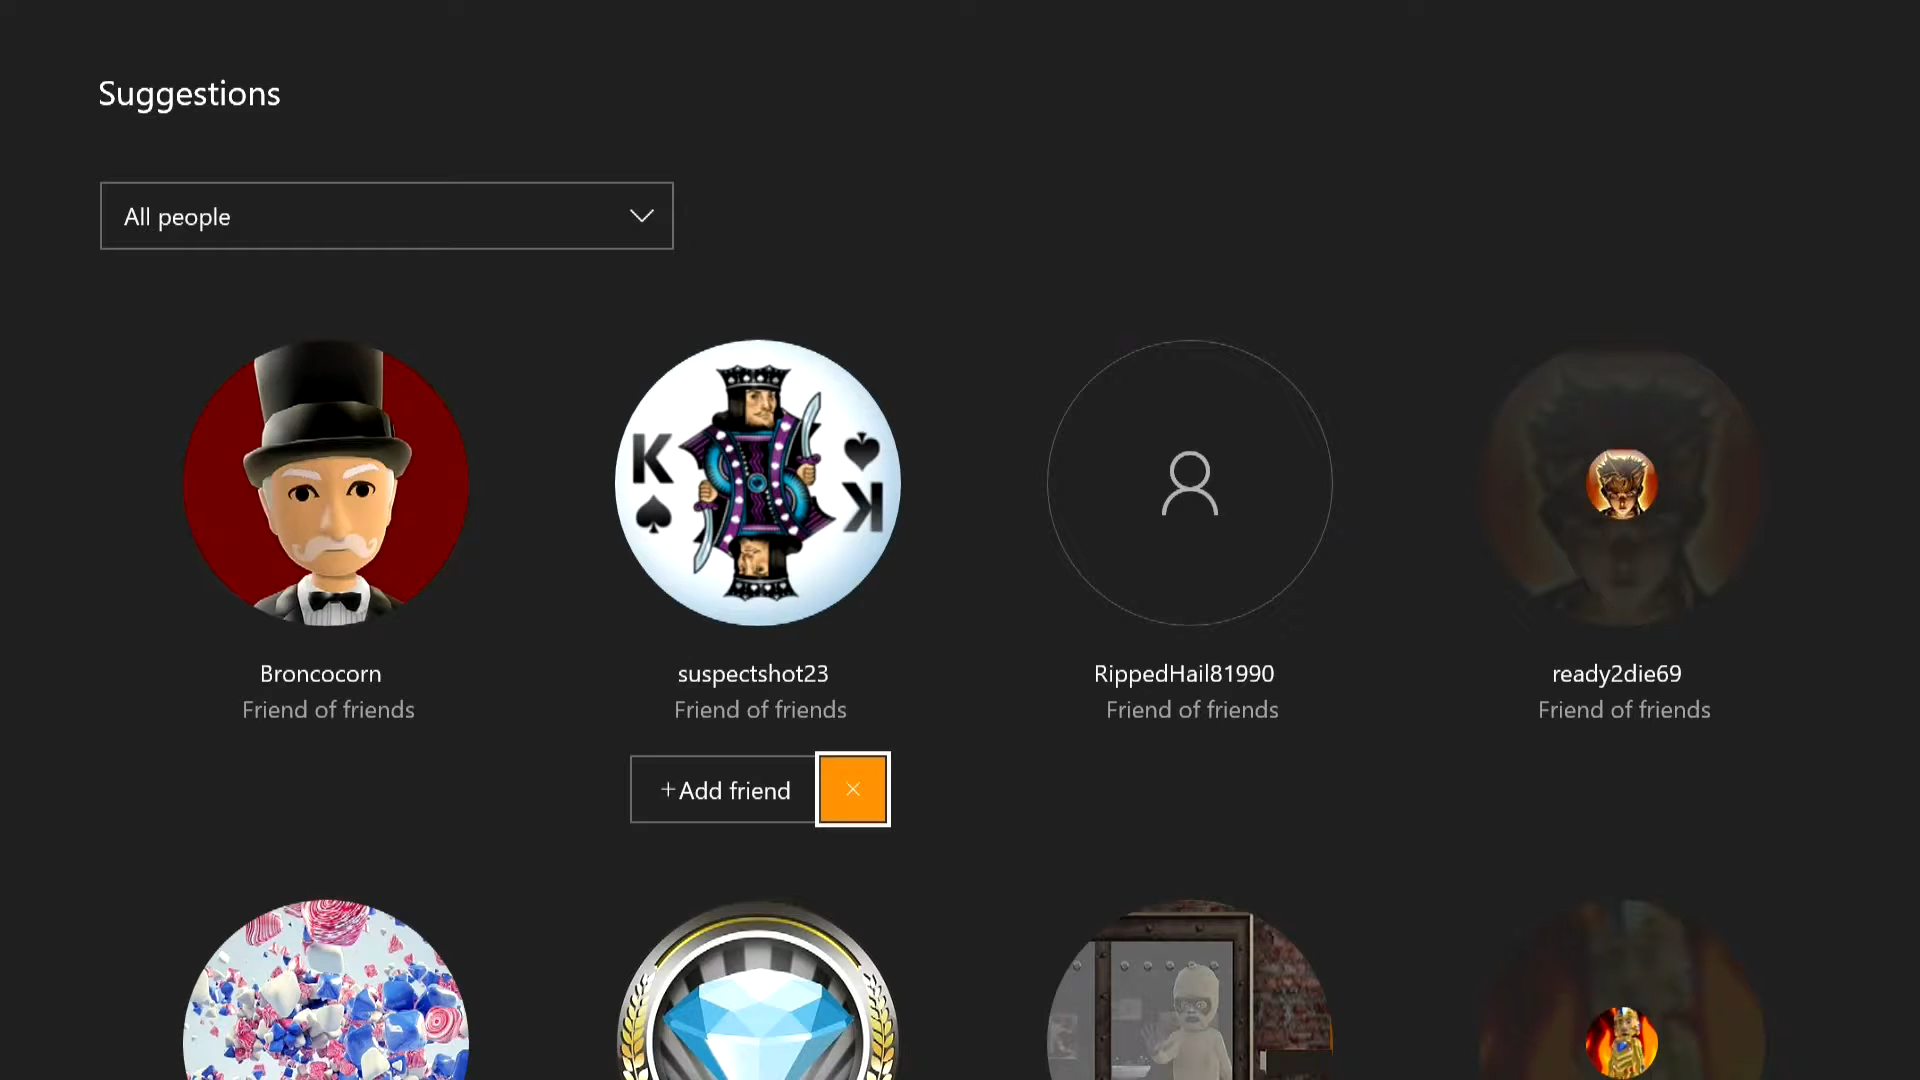 Suggestions
All people
Broncocorn
Friend of friends
suspectshot23
Friend of friends
RippedHail81990
Friend of friends
ready2die69
Friend of friends
+Add friend
K
K